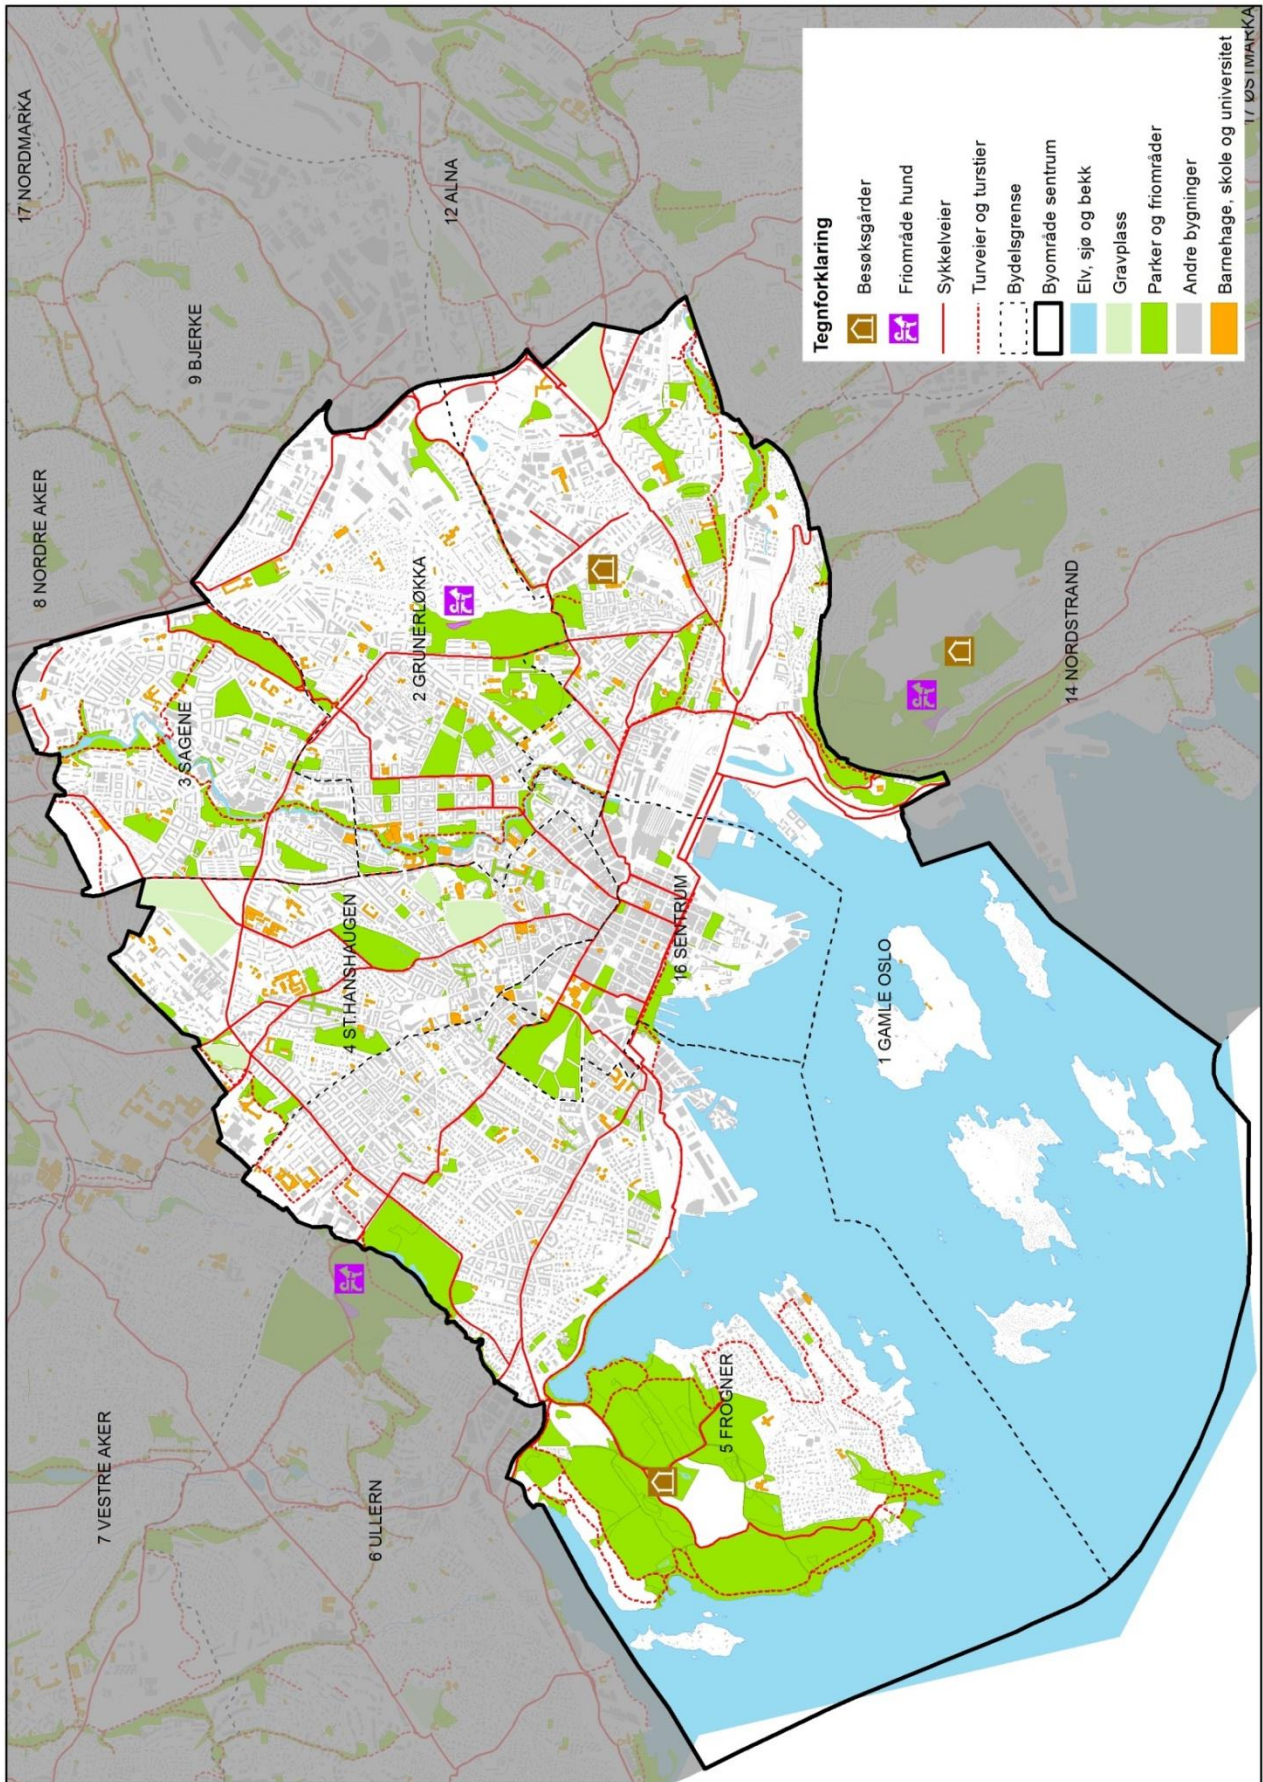 17 NORDMARKA
12 ALNA
9 BJERKE
8 NORDRE AKER
2 GRUNERLØKKA
3 SAGENE
4 ST.HANSHAUGEN
16 SENTRUM
14 NORDSTRAND
1 GAMLE OSLO
5 FROGNER
7 VESTRE AKER
6 ULLERN
17 ØSTMARKA
Tegnforklaring
Besøksgårder
Friområde hund
Sykkelveier
Turveier og turstier
Bydelsgrense
Byområde sentrum
Elv, sjø og bekk
Gravplass
Parker og friområder
Andre bygninger
Barnehage, skole og universitet